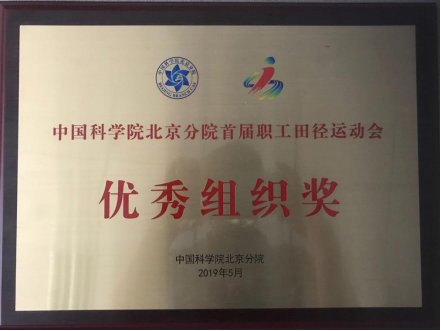 中国科学院北京分院首届职工田径运动会
优秀组织奖
中国科学院北京分院
2019年5月